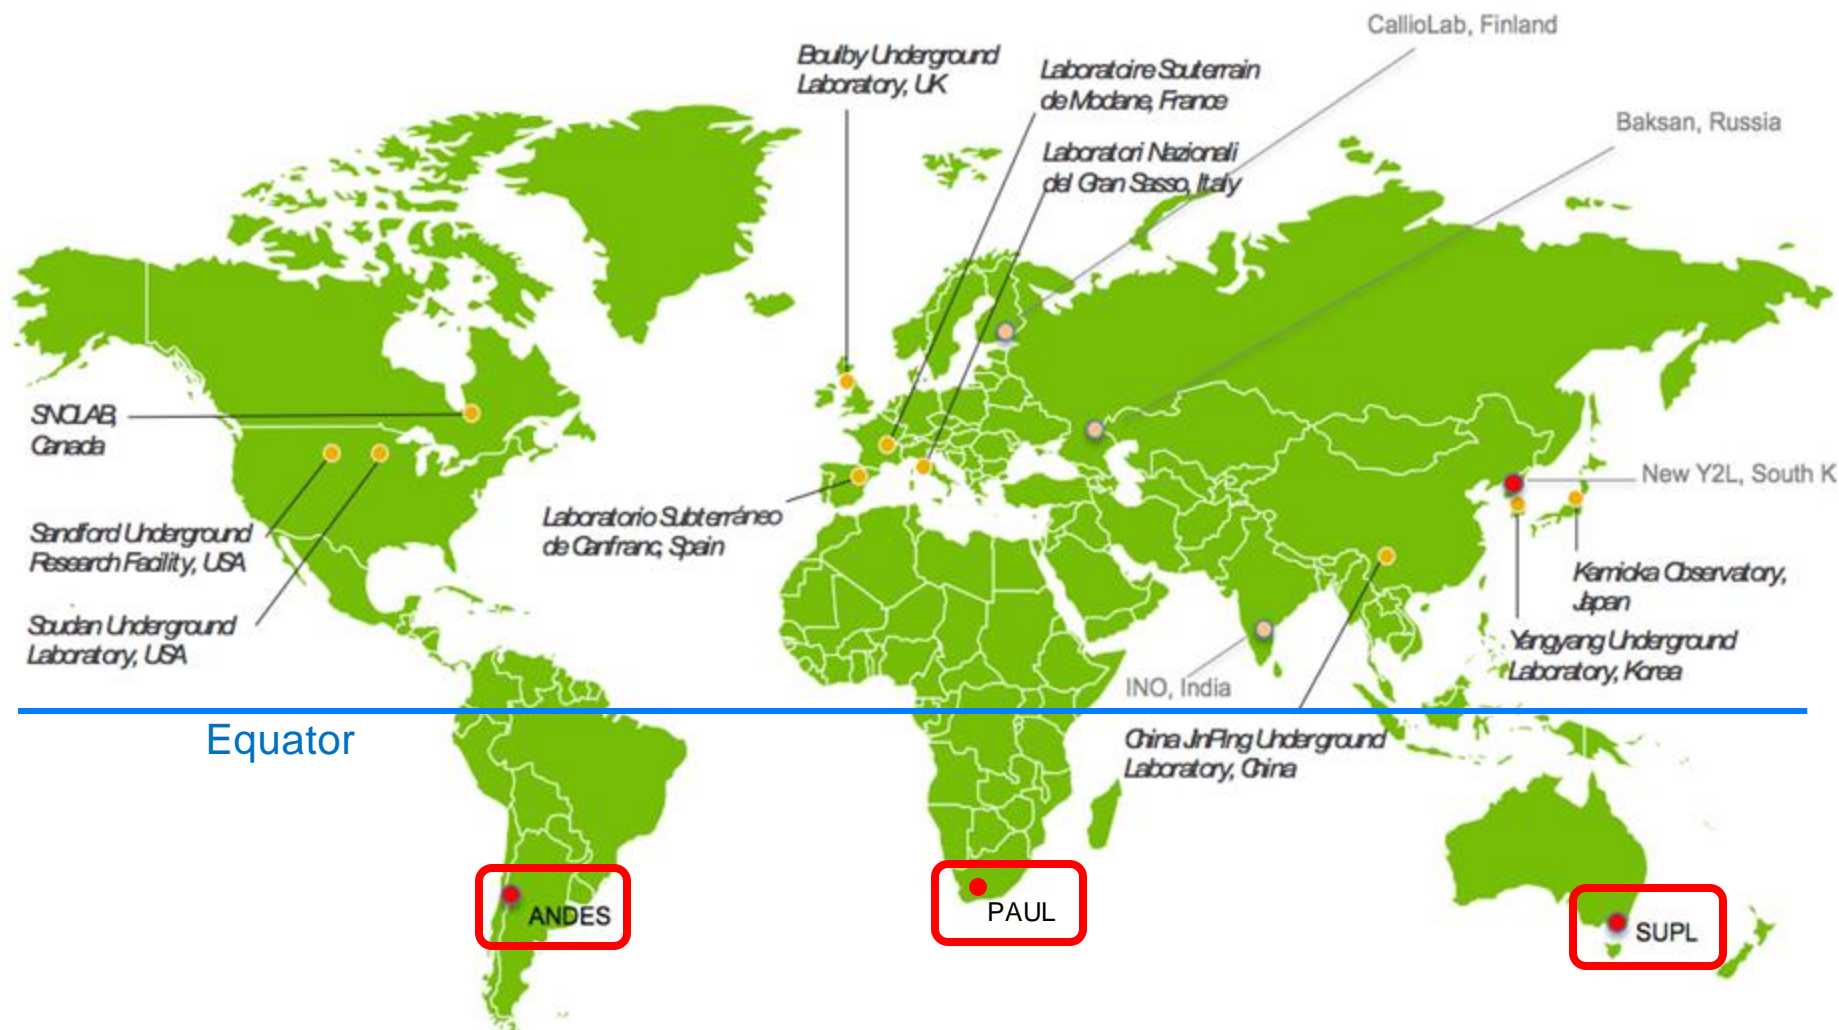 CallioLab, Finland
Boulby Underground
Laboratory, UK
Laboratoire Souterrain
de Modane, France
Baksan, Russia
Laboratori Nazionali
del Gran Sasso, Italy
SNOLAB,
Canada
New Y2L, South K
Laboratorio Subterráneo
de Canfranc, Spain
Sandford Underground
Research Facility, USA
Kamioka Observatory,
Japan
Soudan Underground
Laboratory, USA
Yangyang Underground
Laboratory, Korea
INO, India
Equator
China JinPing Underground
Laboratory, China
ANDES
PAUL
SUPL